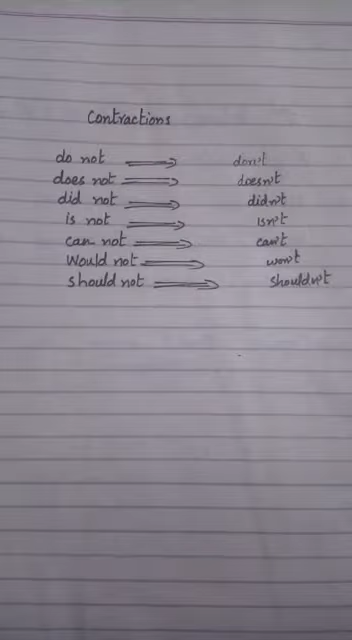 Contractions
do not ⟹ don't
does not ⟹ doesn't
did not ⟹ didn't
is not ⟹ isn't
can not ⟹ can't
Would not ⟹ won't
should not ⟹ shouldn't